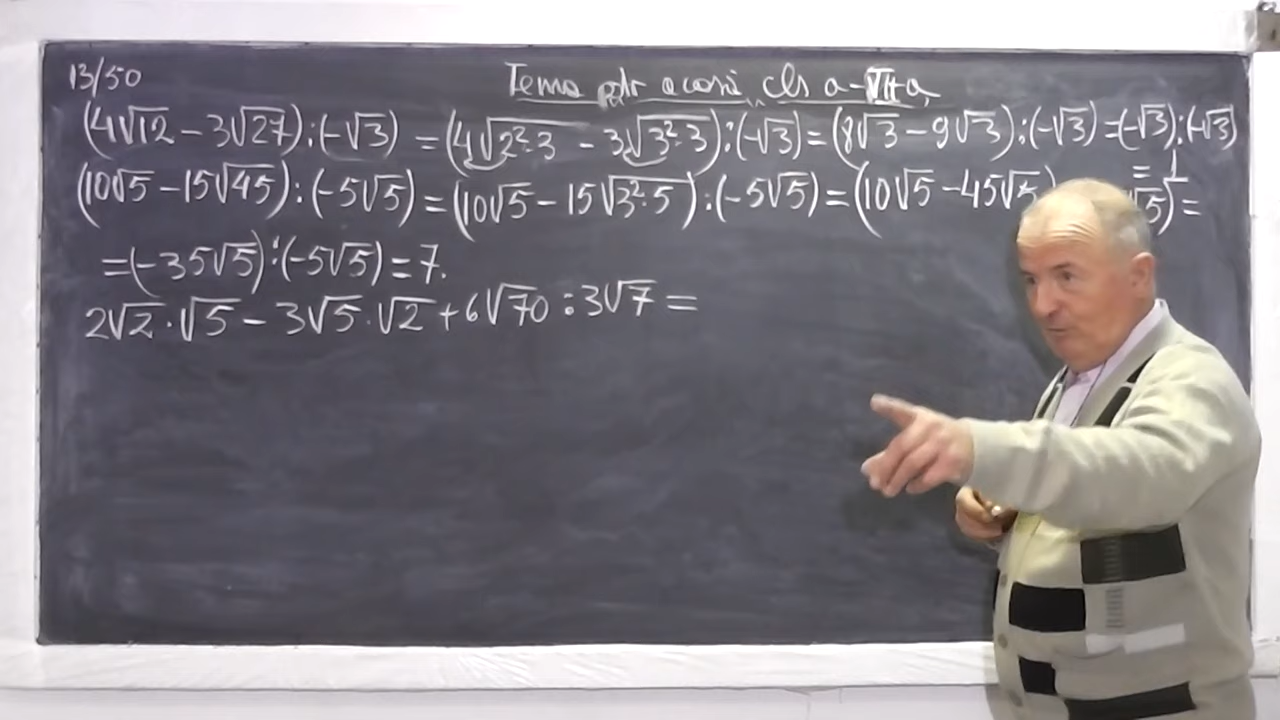 13/50
Tema ptr acasă cls a-VII-a
(4√12 - 3√27):(-√3) = (4√2²·3 - 3√3²·3):(-√3) = (8√3 - 9√3):(-√3) = (-√3):(-√3)
= 1
(10√5 - 15√45):(-5√5) = (10√5 - 15√3²·5):(-5√5) = (10√5 - 45√5) √5) =
= (-35√5):(-5√5) = 7.
2√2·√5 - 3√5·√2 + 6√70 : 3√7 =